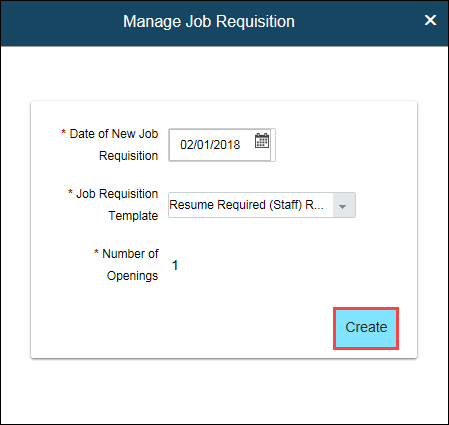 Manage Job Requisition
* Date of New Job
Requisition
02/01/2018
* Job Requisition
Template
Resume Required (Staff) R...
* Number of
Openings
1
Create